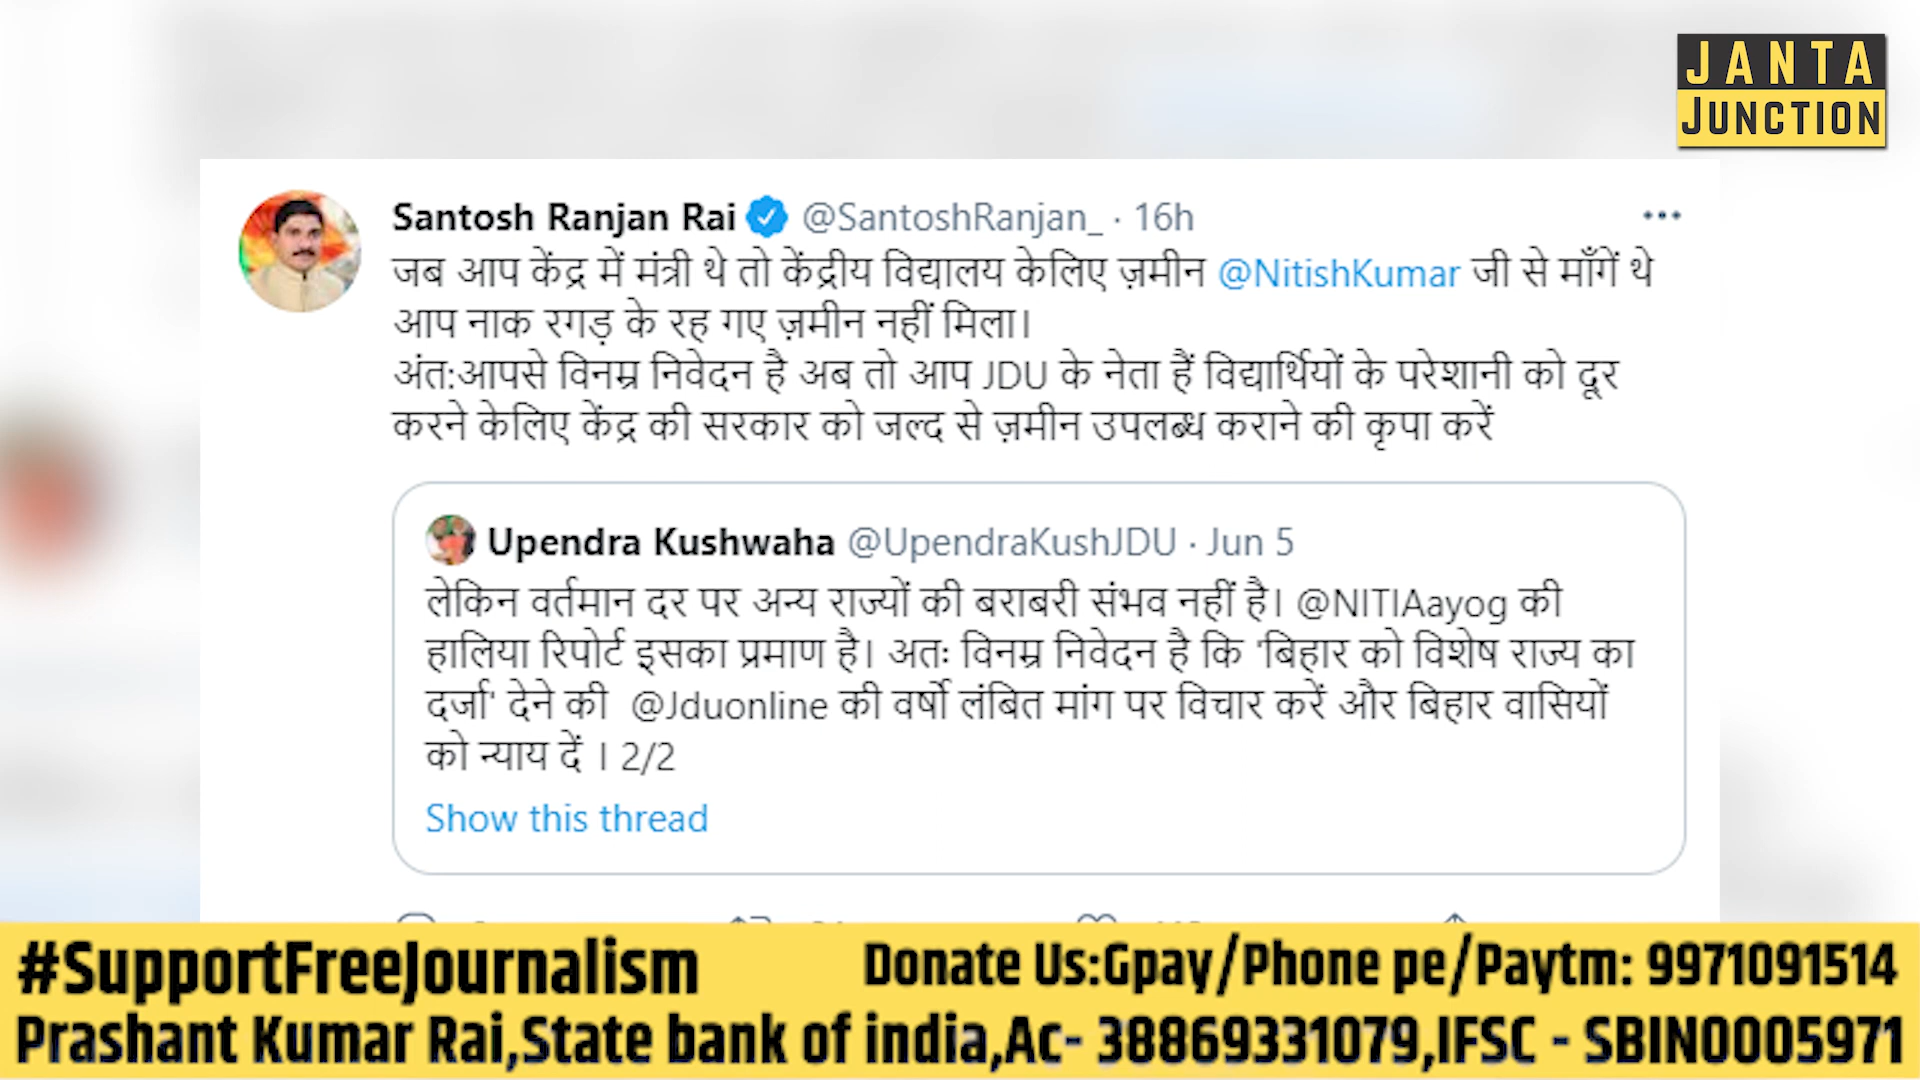 JANTA
JUNCTION
Santosh Ranjan Rai @SantoshRanjan_ · 16h
जब आप केंद्र में मंत्री थे तो केंद्रीय विद्यालय केलिए ज़मीन @NitishKumar जी से माँगें थे
आप नाक रगड़ के रह गए ज़मीन नहीं मिला।
अंत:आपसे विनम्र निवेदन है अब तो आप JDU के नेता हैं विद्यार्थियों के परेशानी को दूर
करने केलिए केंद्र की सरकार को जल्द से ज़मीन उपलब्ध कराने की कृपा करें
Upendra Kushwaha @UpendraKushJDU · Jun 5
लेकिन वर्तमान दर पर अन्य राज्यों की बराबरी संभव नहीं है। @NITIAayog की
हालिया रिपोर्ट इसका प्रमाण है। अतः विनम्र निवेदन है कि 'बिहार को विशेष राज्य का
दर्जा' देने की @Jduonline की वर्षो लंबित मांग पर विचार करें और बिहार वासियों
को न्याय दें । 2/2
Show this thread
#SupportFreeJournalism Donate Us:Gpay/Phone pe/Paytm: 9971091514
Prashant Kumar Rai,State bank of india,Ac- 38869331079,IFSC - SBIN0005971